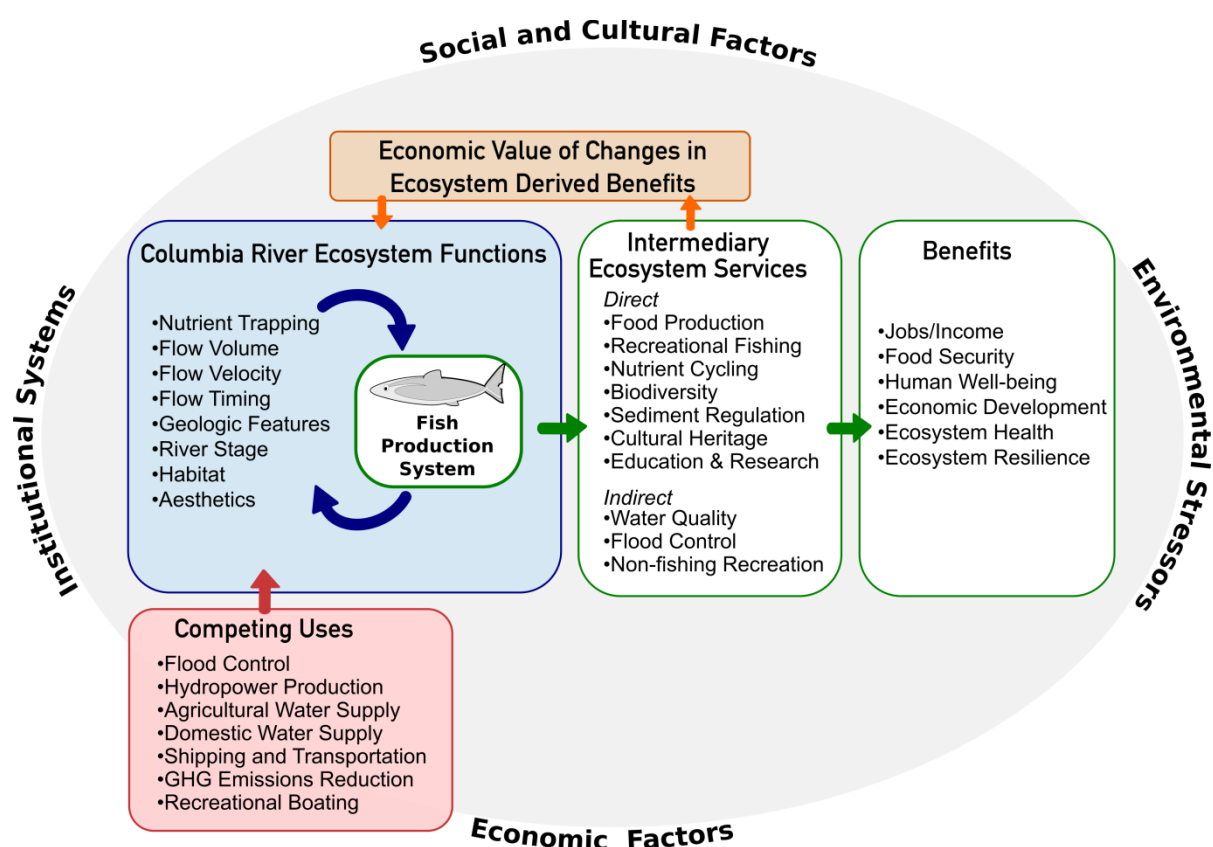 Social and Cultural Factors
Economic Value of Changes in
Ecosystem Derived Benefits
Institutional Systems
Columbia River Ecosystem Functions
•Nutrient Trapping
•Flow Volume
•Flow Velocity
•Flow Timing
•Geologic Features
•River Stage
•Habitat
•Aesthetics
Fish
Production
System
Intermediary
Ecosystem Services
Direct
•Food Production
•Recreational Fishing
•Nutrient Cycling
•Biodiversity
•Sediment Regulation
•Cultural Heritage
•Education & Research
Indirect
•Water Quality
•Flood Control
•Non-fishing Recreation
Benefits
•Jobs/Income
•Food Security
•Human Well-being
•Economic Development
•Ecosystem Health
•Ecosystem Resilience
Environmental Stressors
Competing Uses
•Flood Control
•Hydropower Production
•Agricultural Water Supply
•Domestic Water Supply
•Shipping and Transportation
•GHG Emissions Reduction
•Recreational Boating
Economic Factors